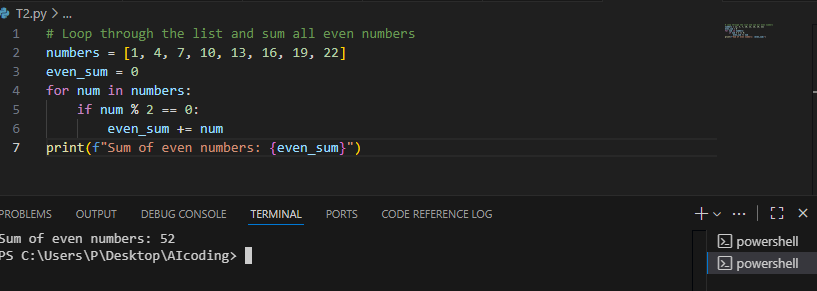 T2.py > ...
1 # Loop through the list and sum all even numbers
2 numbers = [1, 4, 7, 10, 13, 16, 19, 22]
3 even_sum = 0
4 for num in numbers:
5     if num % 2 == 0:
6         even_sum += num
7 print(f"Sum of even numbers: {even_sum}")
PROBLEMS OUTPUT DEBUG CONSOLE TERMINAL PORTS CODE REFERENCE LOG
Sum of even numbers: 52
PS C:\Users\P\Desktop\AIcoding>
powershell
powershell